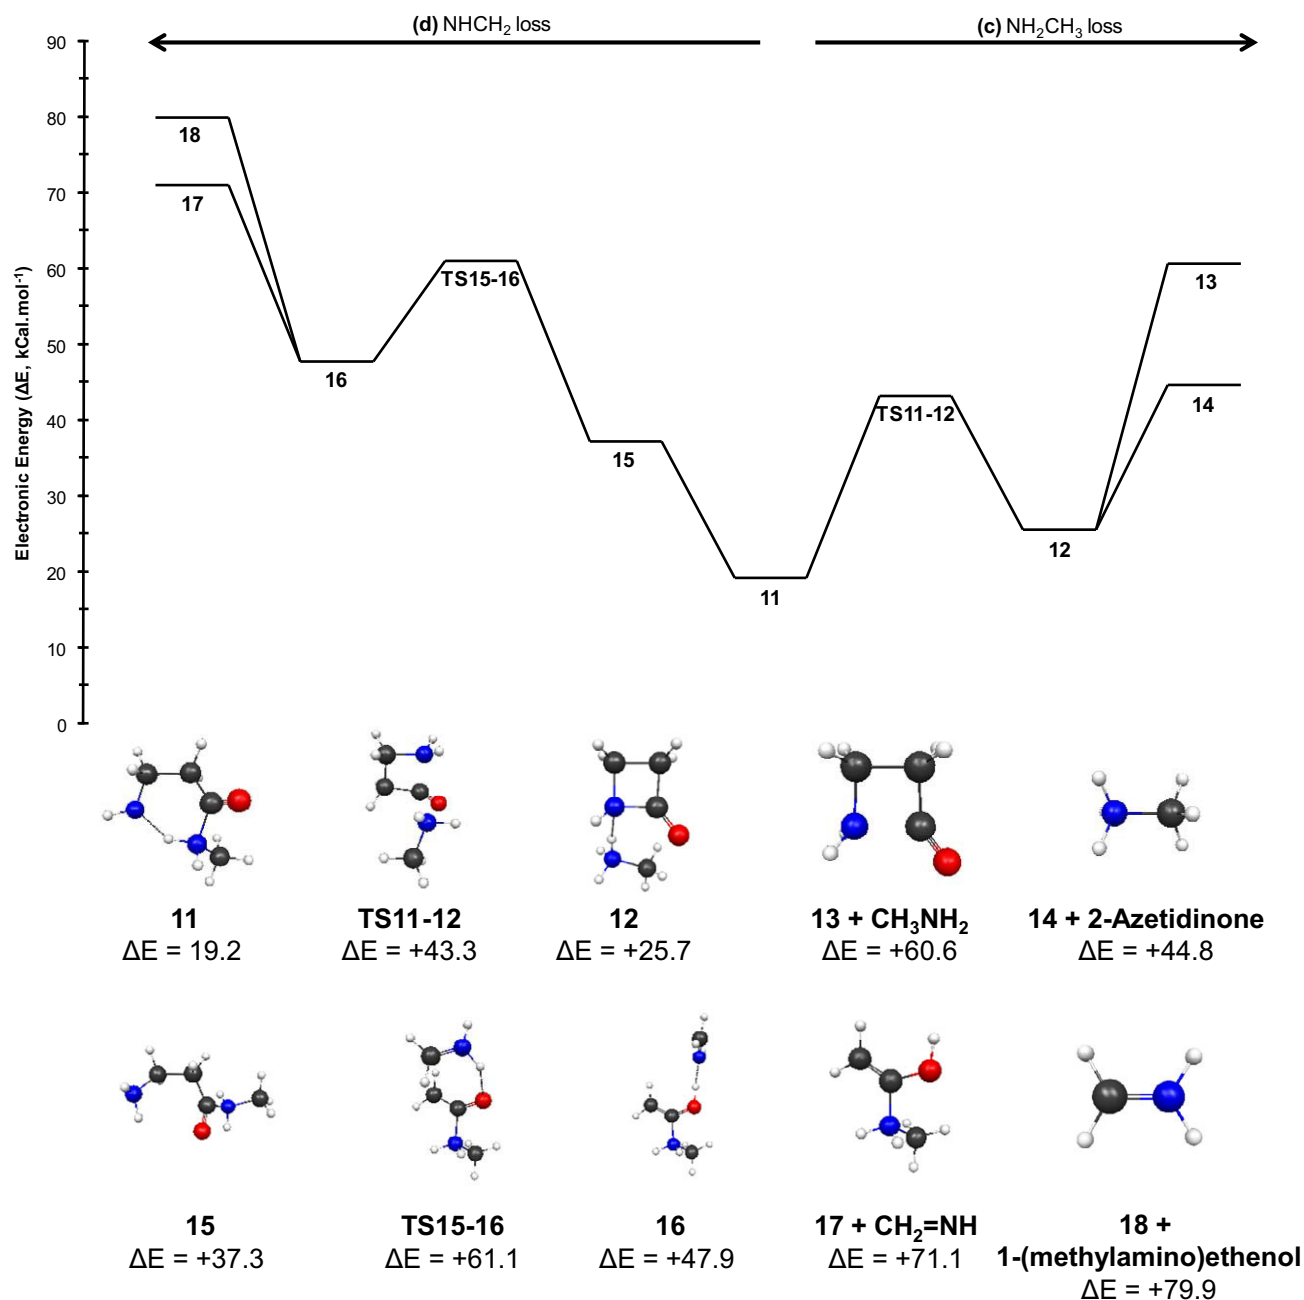 (d) NHCH₂ loss
(c) NH₂CH₃ loss
90
80
70
60
50
40
30
20
10
0
Electronic Energy (ΔE, kCal.mol⁻¹)
18
17
16
TS15-16
15
11
TS11-12
12
13
14
11
ΔE = 19.2
TS11-12
ΔE = +43.3
12
ΔE = +25.7
13 + CH₃NH₂
ΔE = +60.6
14 + 2-Azetidinone
ΔE = +44.8
15
ΔE = +37.3
TS15-16
ΔE = +61.1
16
ΔE = +47.9
17 + CH₂=NH
ΔE = +71.1
18 +
1-(methylamino)ethenol
ΔE = +79.9